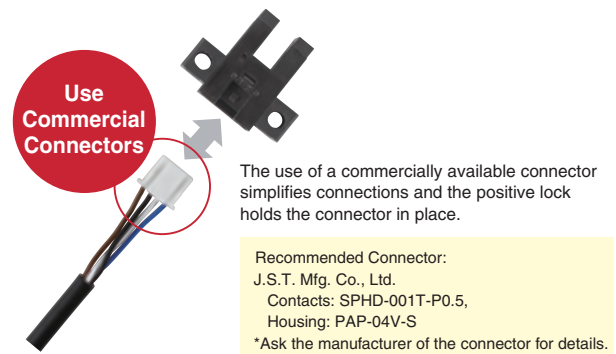 Use
Commercial
Connectors
The use of a commercially available connector
simplifies connections and the positive lock
holds the connector in place.
Recommended Connector:
J.S.T. Mfg. Co., Ltd.
Contacts: SPHD-001T-P0.5,
Housing: PAP-04V-S
*Ask the manufacturer of the connector for details.